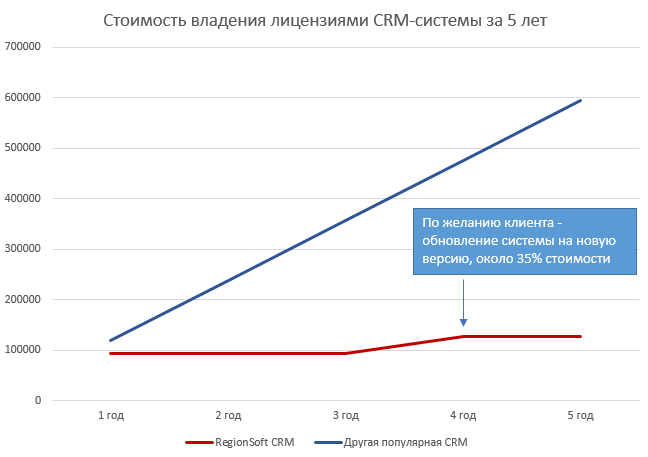 Стоимость владения лицензиями CRM-системы за 5 лет
700000
600000
500000
400000
300000
200000
100000
0
По желанию клиента -
обновление системы на новую
версию, около 35% стоимости
1 год
2 год
3 год
4 год
5 год
RegionSoft CRM
Другая популярная CRM